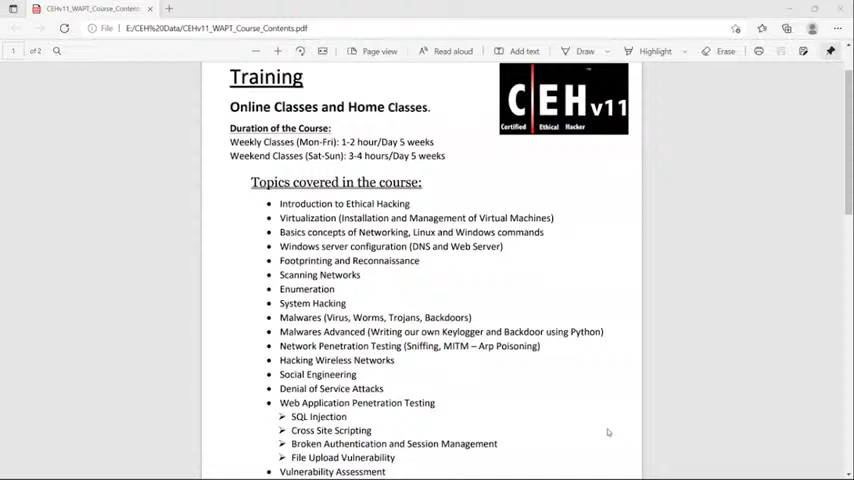 CEHv11_WAPT_Course_Contents.
File
E:/CEH%20Data/CEHv11_WAPT_Course_Contents.pdf
1 of 2
Page view
Read aloud
Add text
Draw
Highlight
Erase
Training
CEHv11
Certified Ethical Hacker
Online Classes and Home Classes.
Duration of the Course:
Weekly Classes (Mon-Fri): 1-2 hour/Day 5 weeks
Weekend Classes (Sat-Sun): 3-4 hours/Day 5 weeks
Topics covered in the course:
• Introduction to Ethical Hacking
• Virtualization (Installation and Management of Virtual Machines)
• Basics concepts of Networking, Linux and Windows commands
• Windows server configuration (DNS and Web Server)
• Footprinting and Reconnaissance
• Scanning Networks
• Enumeration
• System Hacking
• Malwares (Virus, Worms, Trojans, Backdoors)
• Malwares Advanced (Writing our own Keylogger and Backdoor using Python)
• Network Penetration Testing (Sniffing, MITM – Arp Poisoning)
• Hacking Wireless Networks
• Social Engineering
• Denial of Service Attacks
• Web Application Penetration Testing
➢ SQL Injection
➢ Cross Site Scripting
➢ Broken Authentication and Session Management
➢ File Upload Vulnerability
• Vulnerability Assessment